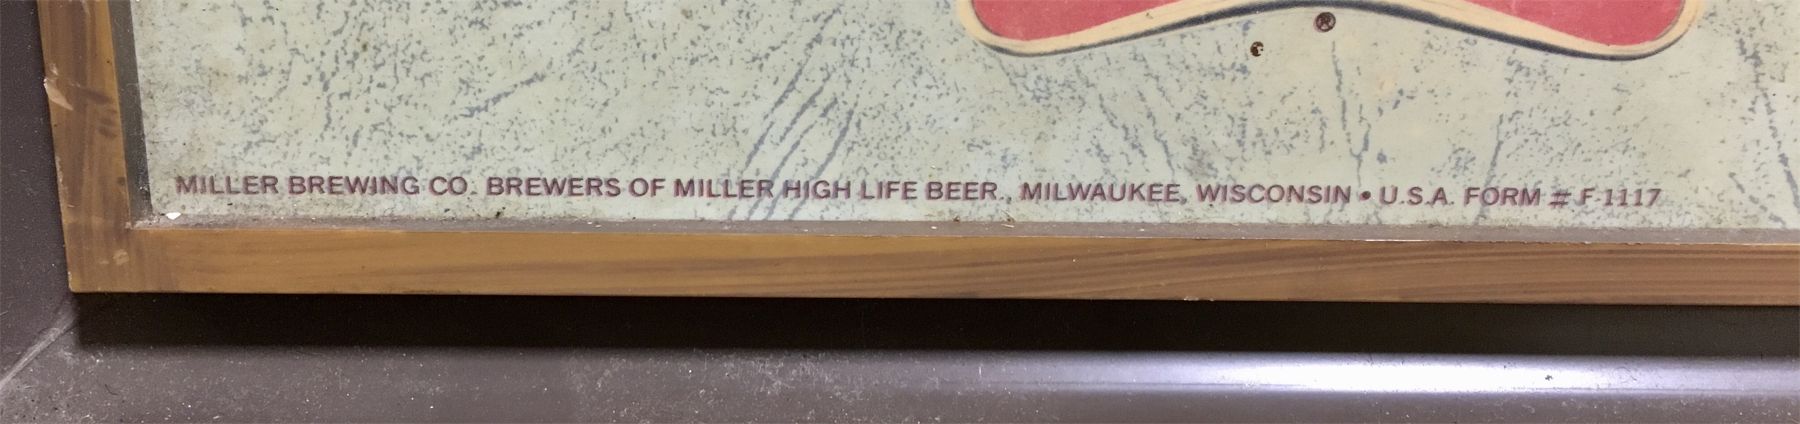 ®
MILLER BREWING CO. BREWERS OF MILLER HIGH LIFE BEER., MILWAUKEE, WISCONSIN • U.S.A. FORM # F-1117